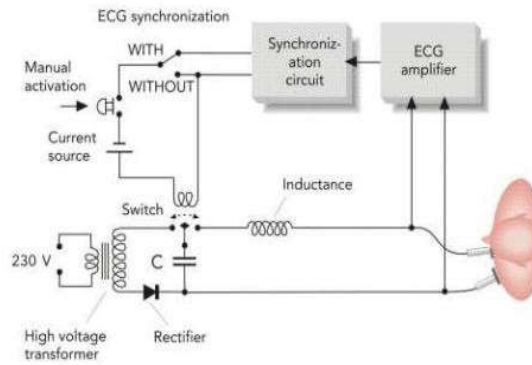 ECG synchronization
WITH
WITHOUT
Manual
activation
Current
source
Synchroniz-
ation
circuit
ECG
amplifier
Inductance
Switch
230 V
C
High voltage
transformer
Rectifier